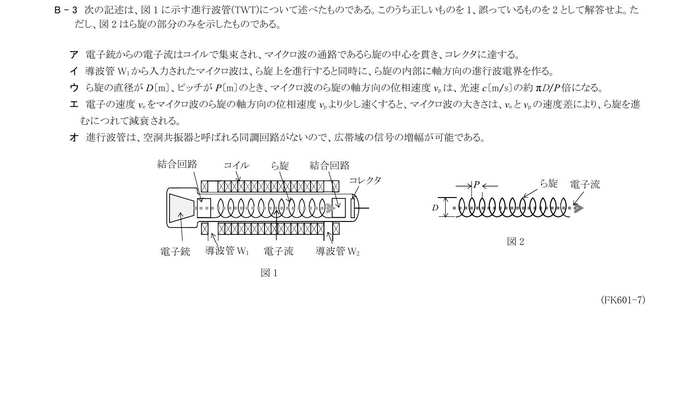 B - 3 次の記述は、図 1 に示す進行波管(TWT)について述べたものである。このうち正しいものを 1、誤っているものを 2 として解答せよ。た
だし、図 2 はら旋の部分のみを示したものである。
ア 電子銃からの電子流はコイルで集束され、マイクロ波の通路であるら旋の中心を貫き、コレクタに達する。
イ 導波管 W₁から入力されたマイクロ波は、ら旋上を進行すると同時に、ら旋の内部に軸方向の進行波電界を作る。
ウ ら旋の直径が D〔m〕、ピッチが P〔m〕のとき、マイクロ波のら旋の軸方向の位相速度 vₚは、光速 c〔m/s〕の約 πD/P倍になる。
エ 電子の速度 vₑをマイクロ波のら旋の軸方向の位相速度 vₚより少し速くすると、マイクロ波の大きさは、vₑと vₚの速度差により、ら旋を進
むにつれて減衰される。
オ 進行波管は、空洞共振器と呼ばれる同調回路がないので、広帯域の信号の増幅が可能である。
結合回路 コイル ら旋 結合回路
コレクタ
電子銃 導波管 W₁ 電子流 導波管 W₂
図 1
P ら旋 電子流
D
図 2
(FK601-7)